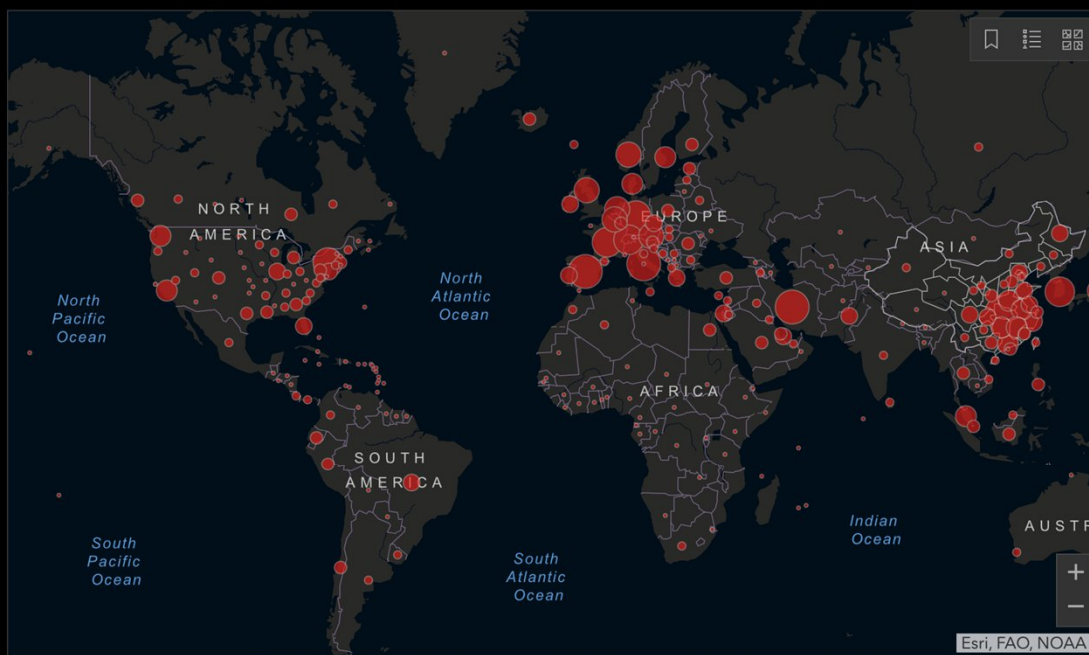 NORTH
AMERICA
EUROPE
ASIA
North
Pacific
Ocean
North
Atlantic
Ocean
AFRICA
SOUTH
AMERICA
South
Pacific
Ocean
South
Atlantic
Ocean
Indian
Ocean
AUSTR
+
−
Esri, FAO, NOAA